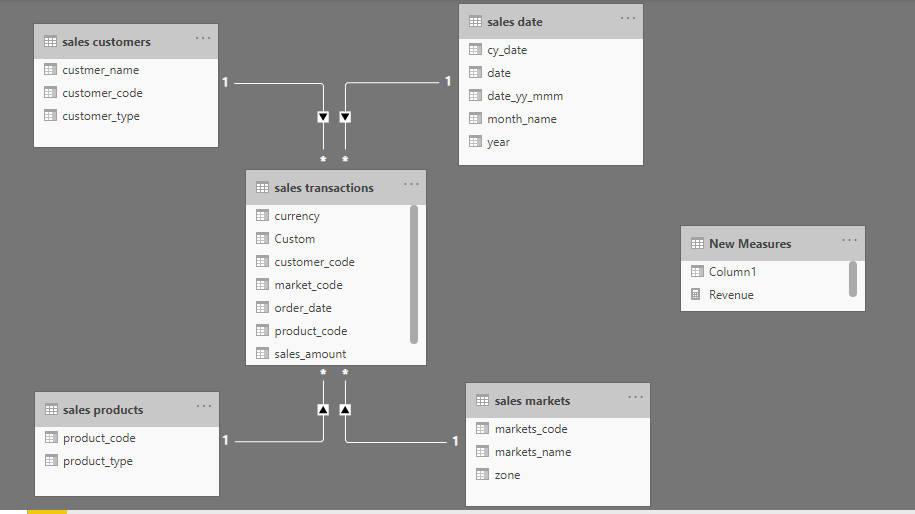 sales customers
custmer_name
customer_code
customer_type
1
sales date
cy_date
date
date_yy_mmm
month_name
year
1
* *
sales transactions
currency
Custom
customer_code
market_code
order_date
product_code
sales_amount
New Measures
Column1
Revenue
* *
sales products
product_code
product_type
1
sales markets
markets_code
markets_name
zone
1